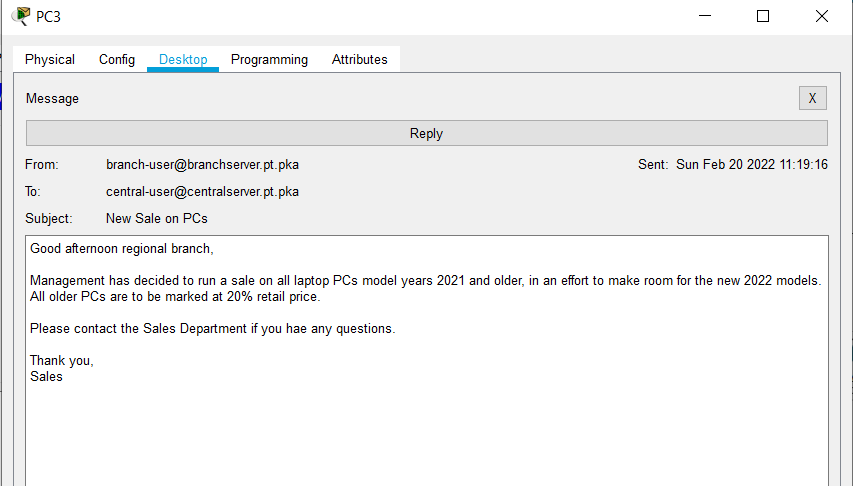 PC3
Physical Config Desktop Programming Attributes
Message
X
Reply
From: branch-user@branchserver.pt.pka Sent: Sun Feb 20 2022 11:19:16
To: central-user@centralserver.pt.pka
Subject: New Sale on PCs
Good afternoon regional branch,
Management has decided to run a sale on all laptop PCs model years 2021 and older, in an effort to make room for the new 2022 models.
All older PCs are to be marked at 20% retail price.
Please contact the Sales Department if you hae any questions.
Thank you,
Sales